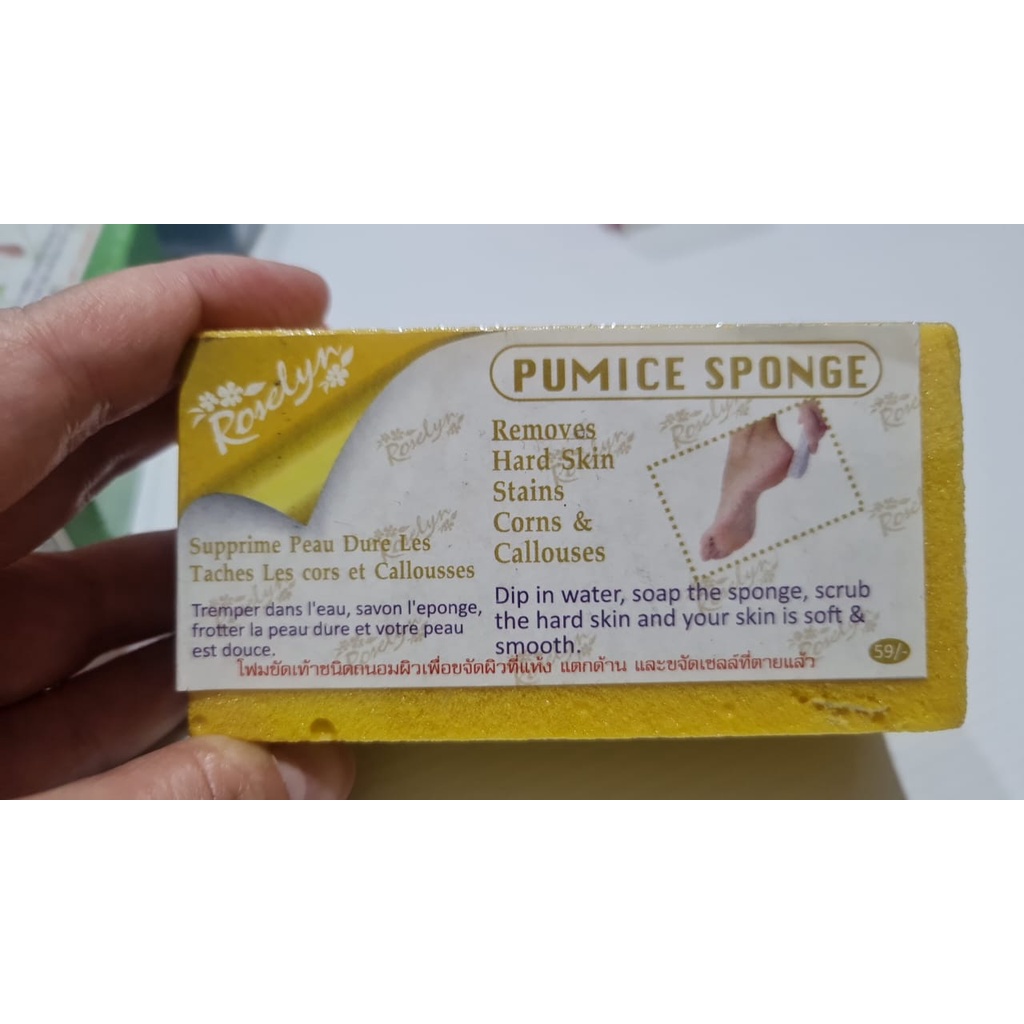 Roselyn
PUMICE SPONGE
Removes
Hard Skin
Stains
Corns &
Callouses
Supprime Peau Dure Les
Taches Les cors et Callousses
Tremper dans l'eau, savon l'eponge,
frotter la peau dure et votre peau
est douce.
Dip in water, soap the sponge, scrub
the hard skin and your skin is soft &
smooth.
โฟมขัดเท้าชนิดถนอมผิวเพื่อขจัดผิวที่แห้ง แตกด้าน และขจัดเซลล์ที่ตายแล้ว
59/-